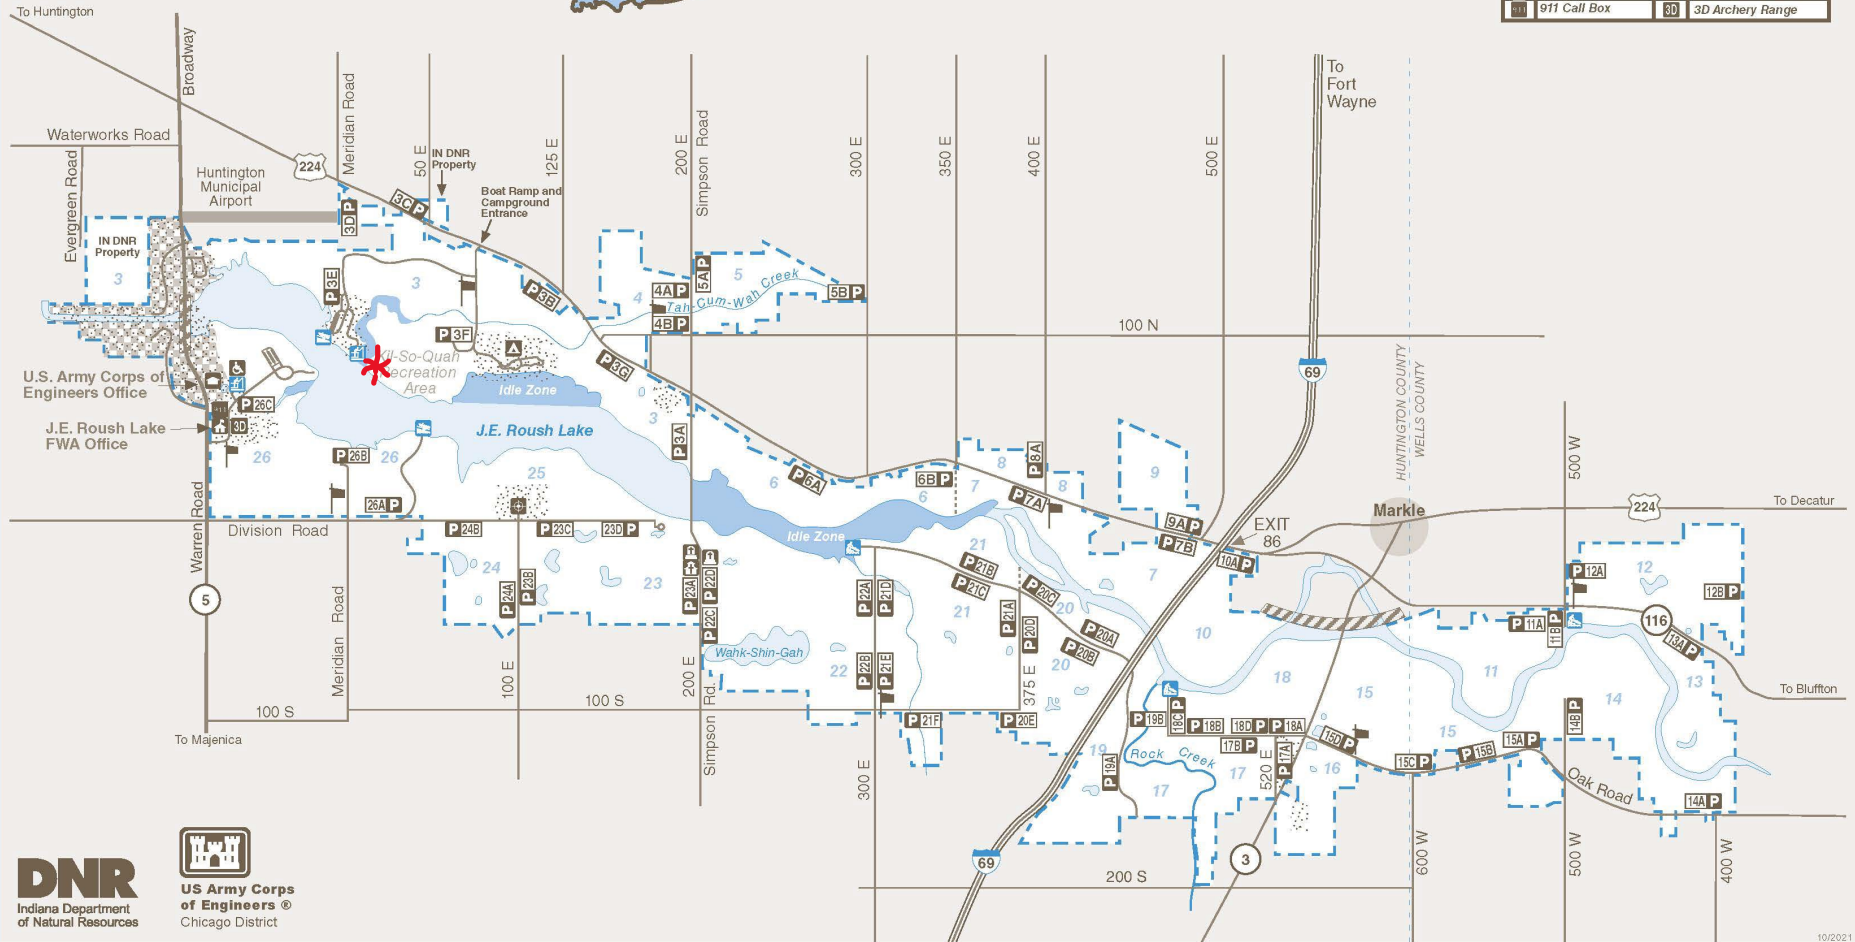 911 Call Box
3D
3D Archery Range
To Huntington
Broadway
Meridian Road
50 E
125 E
200 E
Simpson Road
300 E
350 E
400 E
500 E
To
Fort
Wayne
Waterworks Road
Evergreen Road
224
Huntington
Municipal
Airport
IN DNR
Property
3
IN DNR
Property
Boat Ramp and
Campground
Entrance
3D P
3C P
P 3E
3
P 3B
P 3F
4
4A P
4B P
5A P
5
5B P
Tah-Cum-Wah Creek
100 N
69
HUNTINGTON COUNTY
WELLS COUNTY
Kil-So-Quah
Recreation
Area
Idle Zone
P 3G
3
P 3A
U.S. Army Corps of
Engineers Office
J.E. Roush Lake
FWA Office
P 26C
3D
J.E. Roush Lake
26
P 26B
26
26A P
25
6
P 6A
6B P
6
7
8
P 8A
8
P 7A
9
9A P
P 7B
EXIT
86
10A P
Markle
500 W
224
To Decatur
Division Road
Warren Road
5
Meridian Road
100 S
To Majenica
P 24B
P 23C
23D P
24
P 24A
P 23B
23
P 23A
P 22D
P 22C
Wahk-Shin-Gah
Idle Zone
100 E
100 S
200 E
Simpson Rd.
22
P 22A
P 21D
P 22B
P 21E
21
P 21B
P 21C
21
P 21A
P 20D
P 20C
20
P 20A
P 20B
20
375 E
P 21F
P 20E
300 E
7
10
18
15
15
11
P 11A
11B P
P 12A
12
12B P
116
13A P
13
14
14B P
To Bluffton
P 19B
18C P
P 18B
18D P
P 18A
17B P
P 17A
15D P
16
15C P
P 15B
15A P
Oak Road
14A P
19
P 19A
Rock Creek
17
17
520 E
3
69
200 S
600 W
500 W
400 W
DNR
Indiana Department
of Natural Resources
US Army Corps
of Engineers ®
Chicago District
10/2021